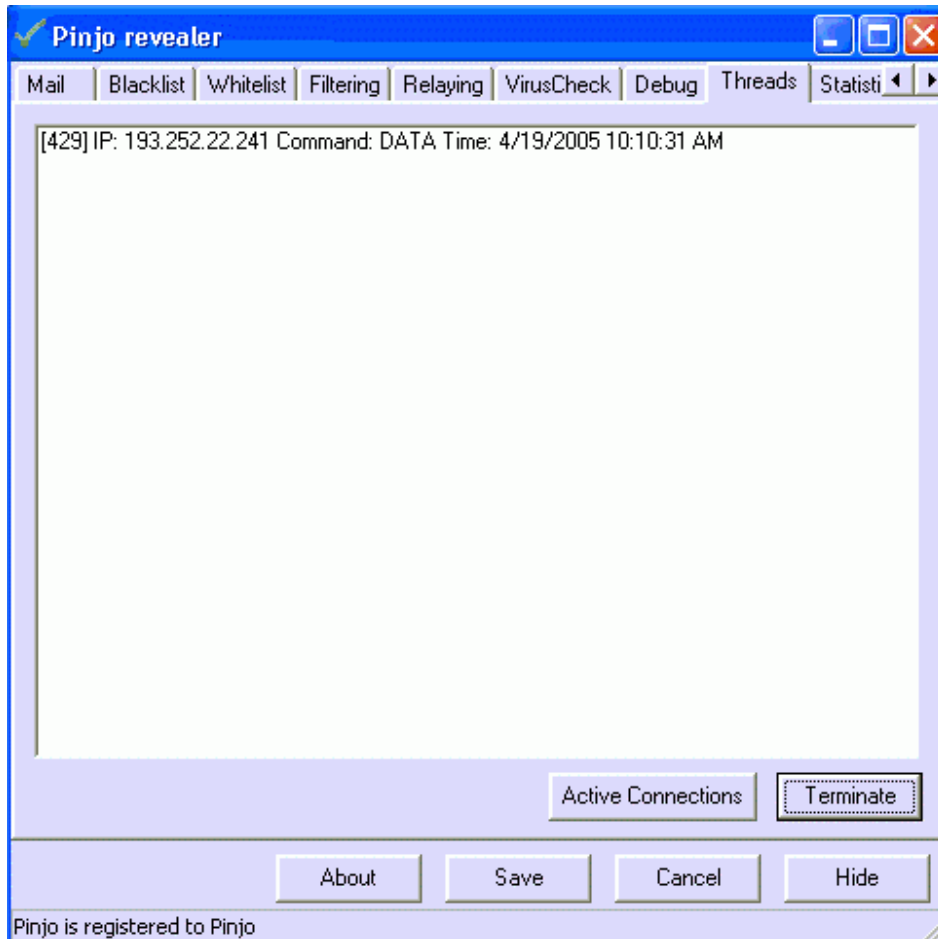 Pinjo revealer
Mail Blacklist Whitelist Filtering Relaying VirusCheck Debug Threads Statisti
[429] IP: 193.252.22.241 Command: DATA Time: 4/19/2005 10:10:31 AM
Active Connections Terminate
About Save Cancel Hide
Pinjo is registered to Pinjo